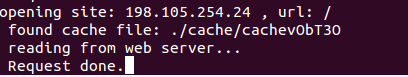 opening site: 198.105.254.24 , url: /
found cache file: ./cache/cachevObT3O
reading from web server...
Request done.